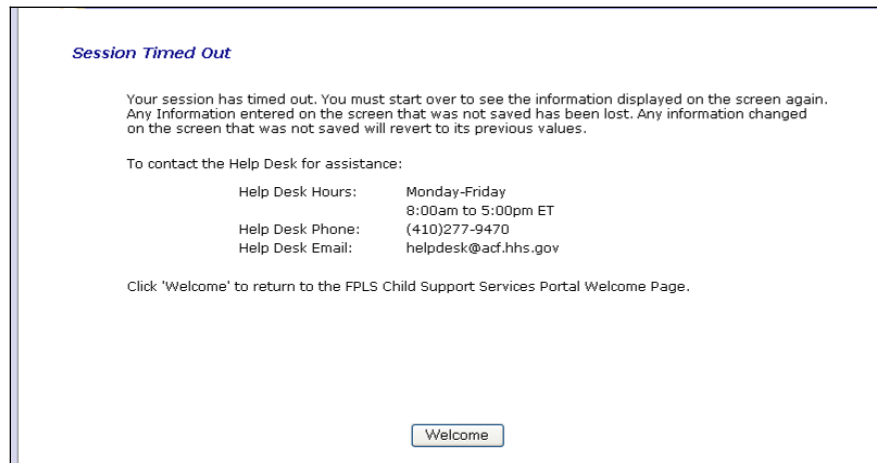 Session Timed Out
Your session has timed out. You must start over to see the information displayed on the screen again.
Any Information entered on the screen that was not saved has been lost. Any information changed
on the screen that was not saved will revert to its previous values.
To contact the Help Desk for assistance:
Help Desk Hours: Monday-Friday
8:00am to 5:00pm ET
Help Desk Phone: (410)277-9470
Help Desk Email: helpdesk@acf.hhs.gov
Click 'Welcome' to return to the FPLS Child Support Services Portal Welcome Page.
Welcome